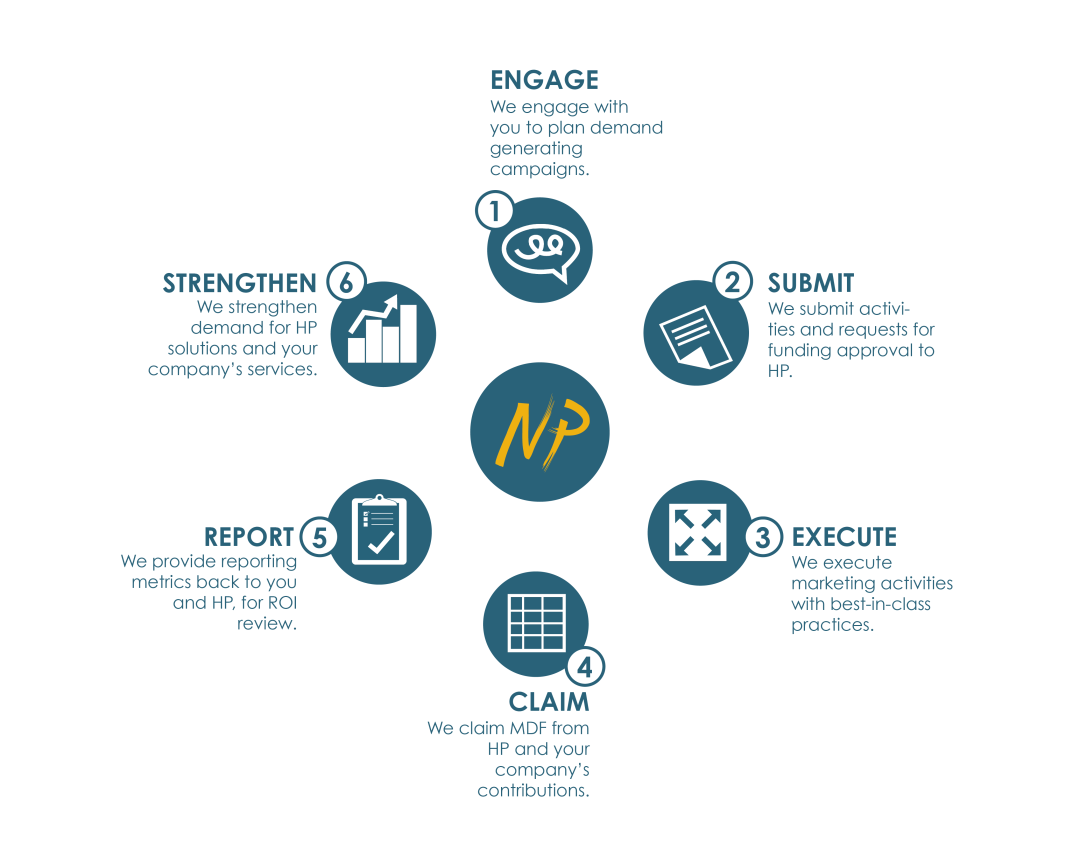 ENGAGE
We engage with
you to plan demand
generating
campaigns.
1
2
SUBMIT
We submit activi-
ties and requests for
funding approval to
HP.
3
EXECUTE
We execute
marketing activities
with best-in-class
practices.
4
CLAIM
We claim MDF from
HP and your
company’s
contributions.
REPORT
5
We provide reporting
metrics back to you
and HP, for ROI
review.
STRENGTHEN
6
We strengthen
demand for HP
solutions and your
company’s services.
NP